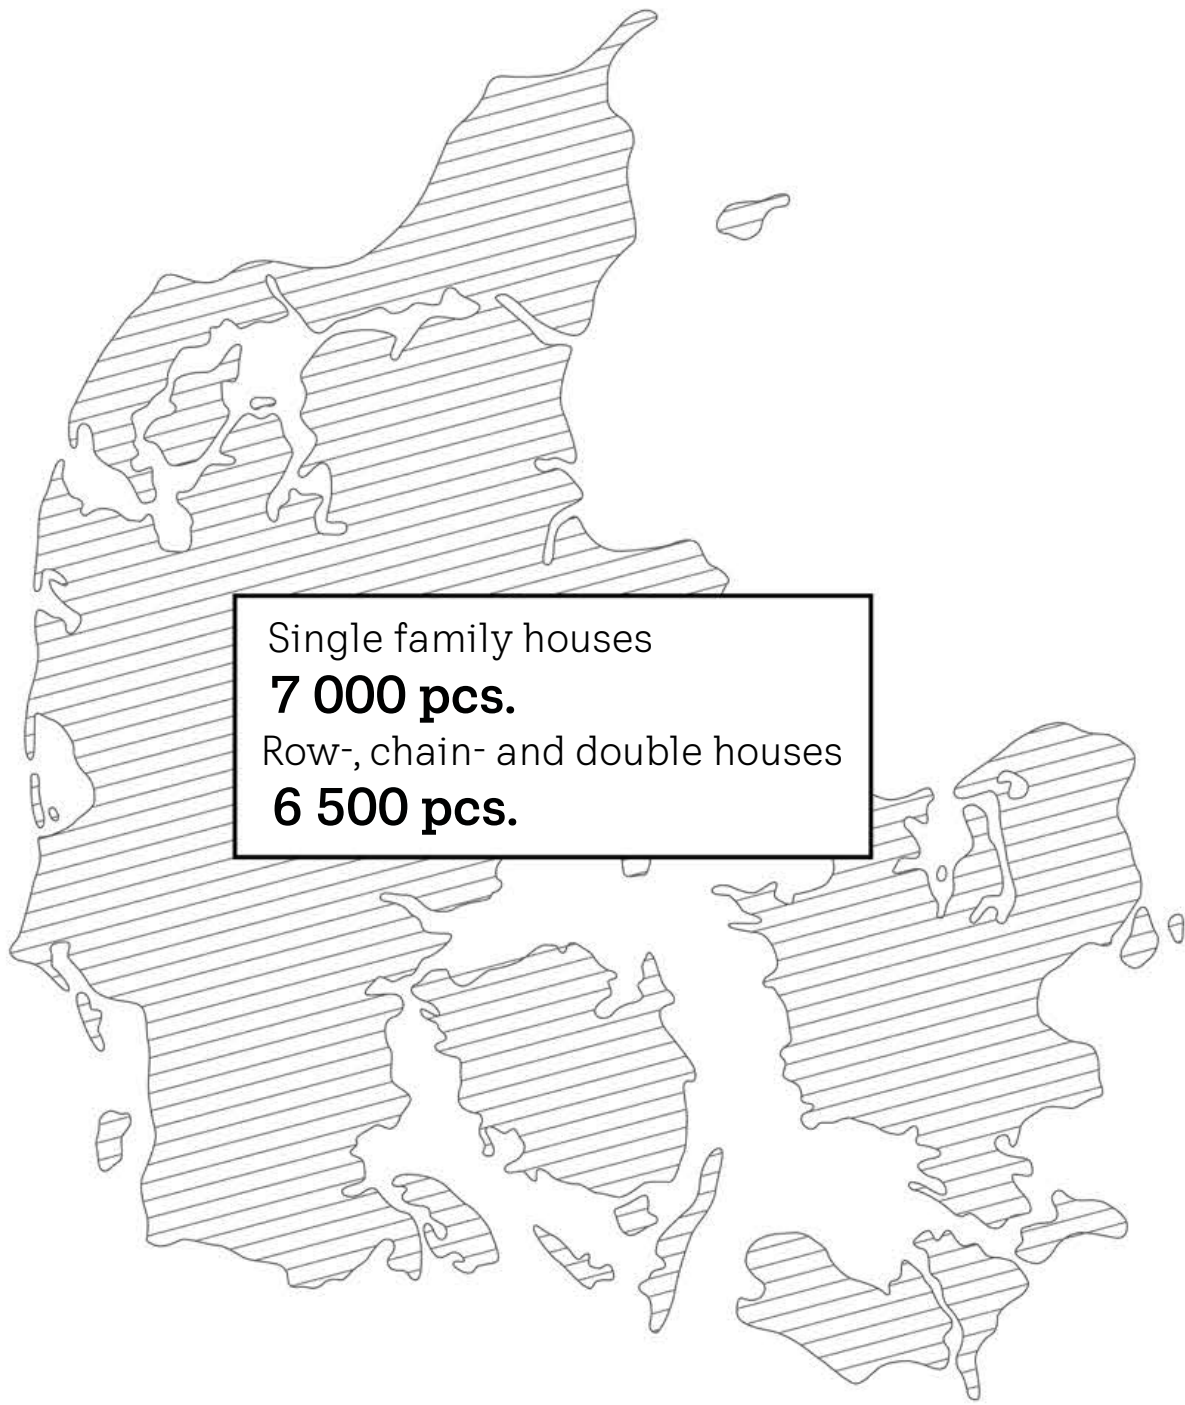 Single family houses
7 000 pcs.
Row-, chain- and double houses
6 500 pcs.